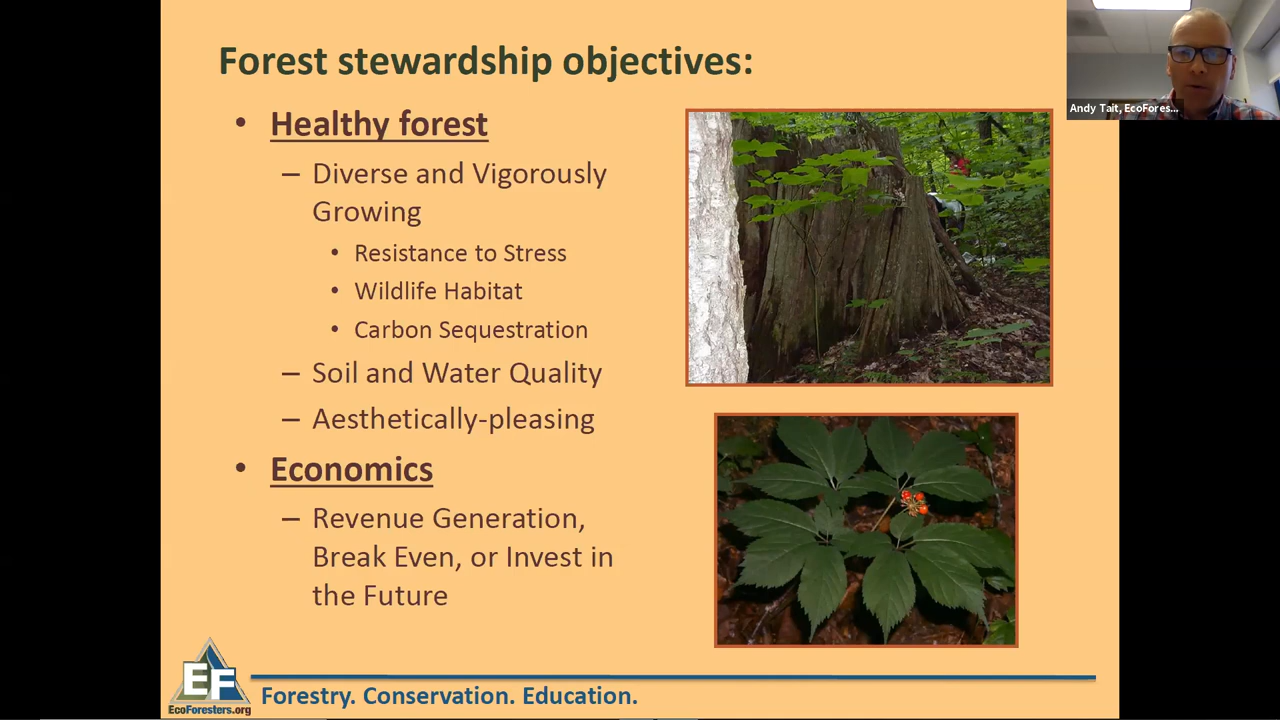 Forest stewardship objectives:
• Healthy forest
– Diverse and Vigorously
Growing
• Resistance to Stress
• Wildlife Habitat
• Carbon Sequestration
– Soil and Water Quality
– Aesthetically-pleasing
• Economics
– Revenue Generation,
Break Even, or Invest in
the Future
Andy Tait, EcoFores...
EF
EcoForesters.org
Forestry. Conservation. Education.